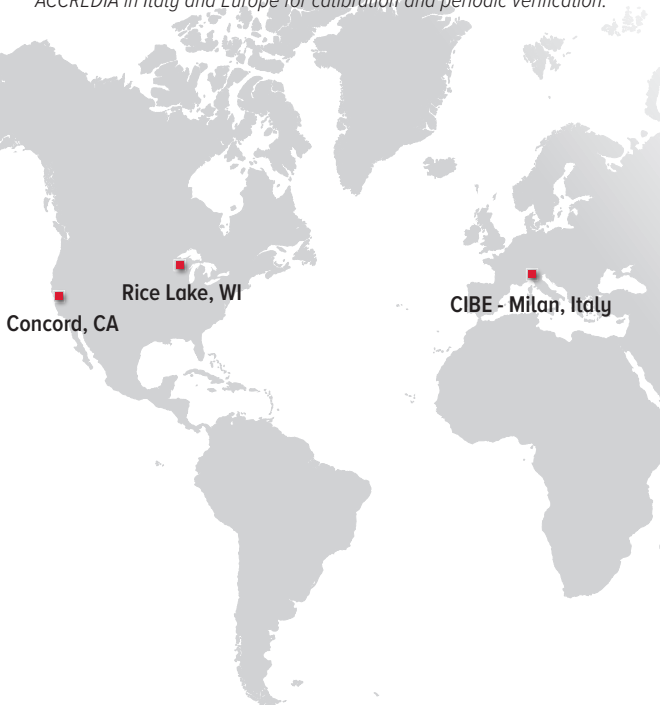 ACCREDIA in Italy and Europe for calibration and periodic verification.
Rice Lake, WI
CIBE - Milan, Italy
Concord, CA